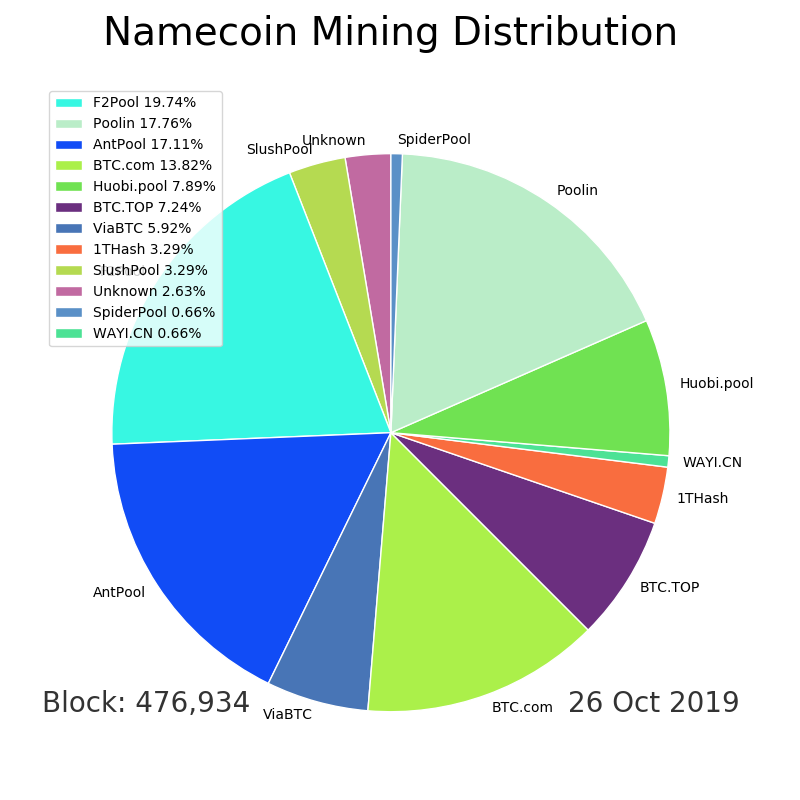 Namecoin Mining Distribution
F2Pool 19.74%
Poolin 17.76%
AntPool 17.11%
BTC.com 13.82%
Huobi.pool 7.89%
BTC.TOP 7.24%
ViaBTC 5.92%
1THash 3.29%
SlushPool 3.29%
Unknown 2.63%
SpiderPool 0.66%
WAYI.CN 0.66%
SlushPool
Unknown
SpiderPool
Poolin
Huobi.pool
WAYI.CN
1THash
BTC.TOP
BTC.com
ViaBTC
AntPool
Block: 476,934
26 Oct 2019